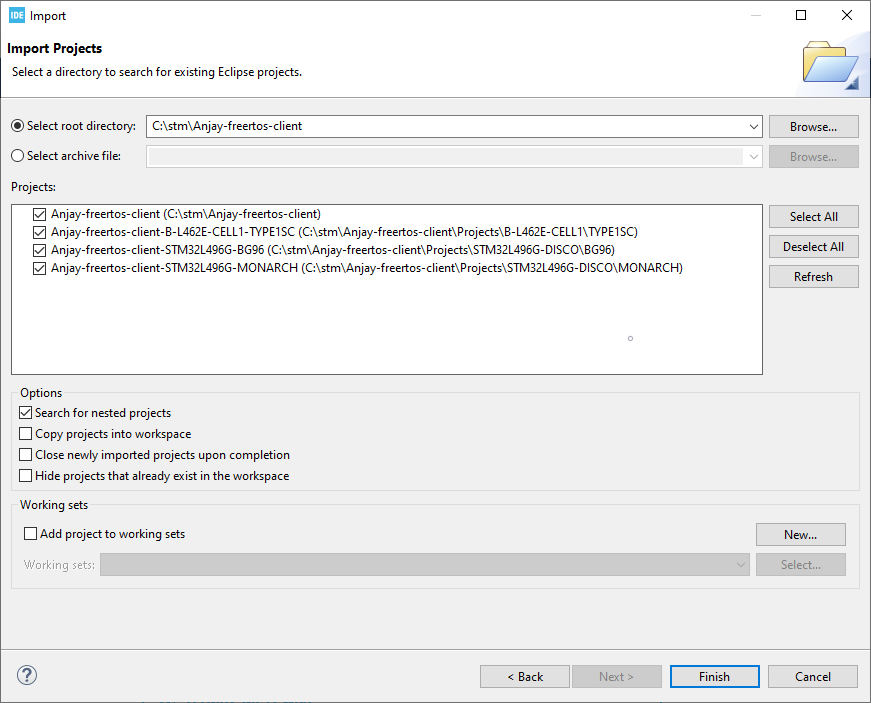 IDE Import
Import Projects
Select a directory to search for existing Eclipse projects.
Select root directory: C:\stm\Anjay-freertos-client Browse...
Select archive file: Browse...
Projects:
Anjay-freertos-client (C:\stm\Anjay-freertos-client)
Anjay-freertos-client-B-L462E-CELL1-TYPE1SC (C:\stm\Anjay-freertos-client\Projects\B-L462E-CELL1\TYPE1SC)
Anjay-freertos-client-STM32L496G-BG96 (C:\stm\Anjay-freertos-client\Projects\STM32L496G-DISCO\BG96)
Anjay-freertos-client-STM32L496G-MONARCH (C:\stm\Anjay-freertos-client\Projects\STM32L496G-DISCO\MONARCH)
Select All
Deselect All
Refresh
Options
Search for nested projects
Copy projects into workspace
Close newly imported projects upon completion
Hide projects that already exist in the workspace
Working sets
Add project to working sets New...
Working sets: Select...
? < Back Next > Finish Cancel